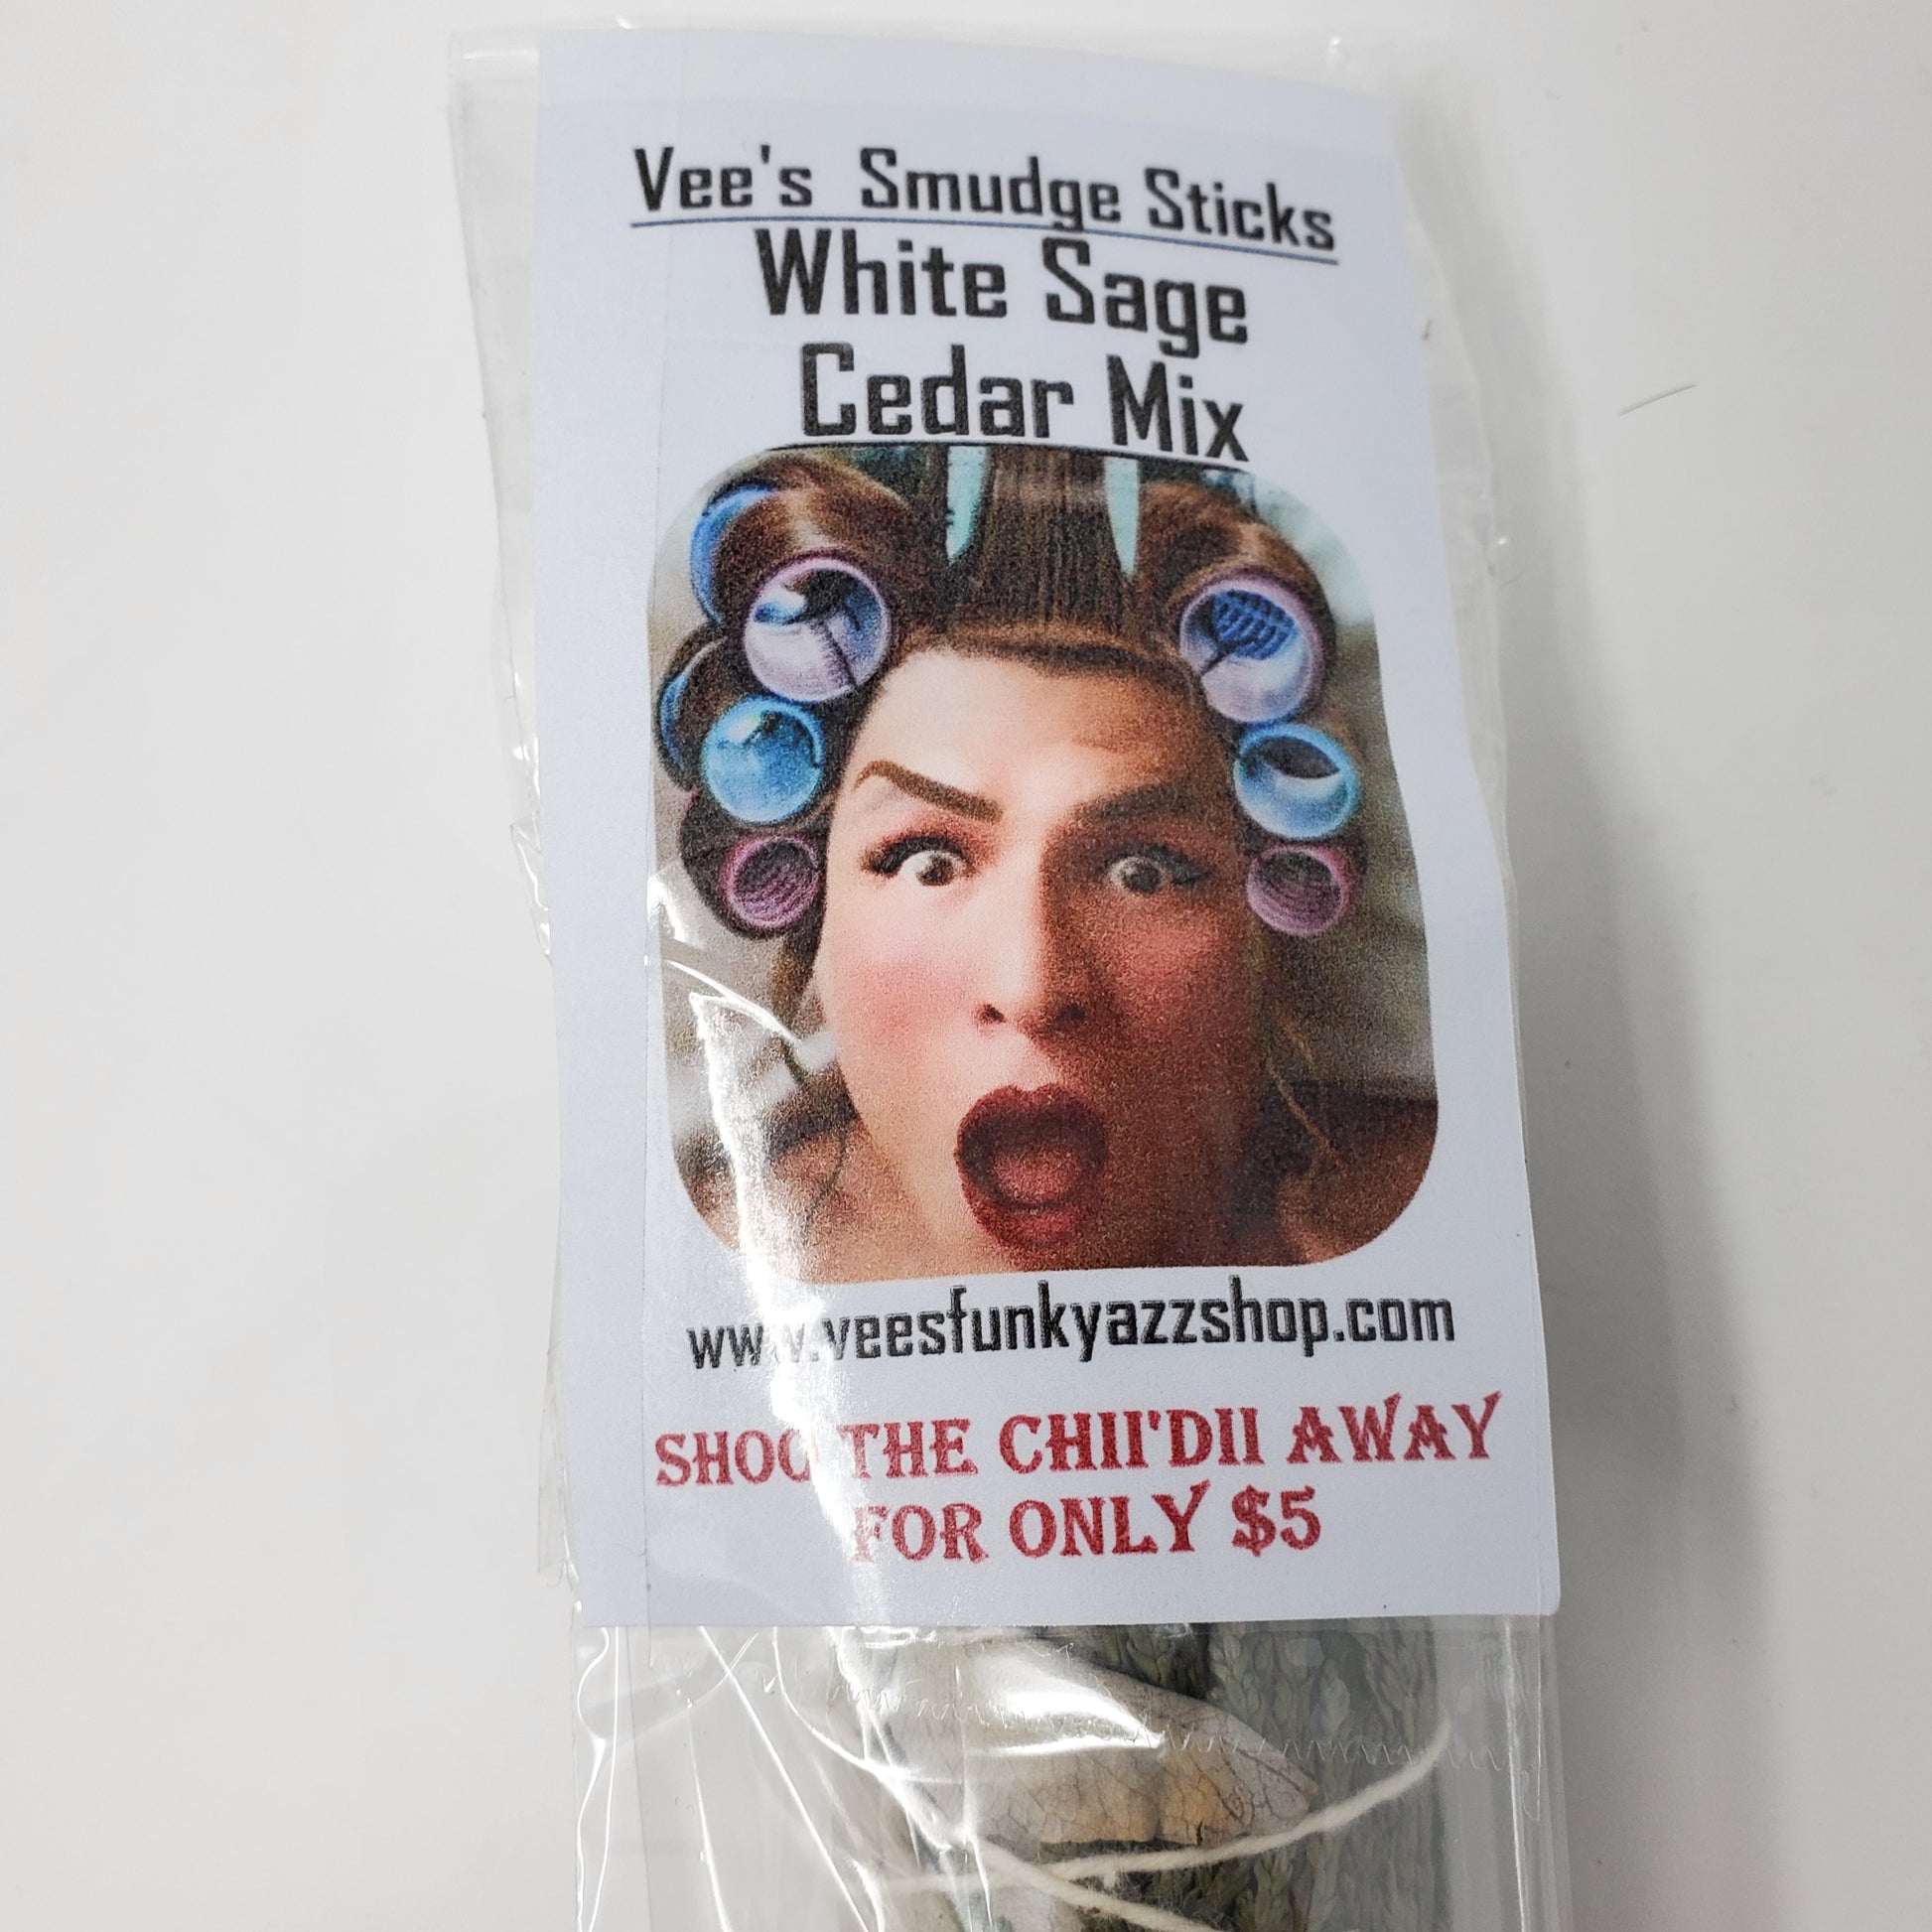 Vee's Smudge Sticks
White Sage
Cedar Mix
www.veesfunkyazzshop.com
SHOO THE CHII'DII AWAY
FOR ONLY $5